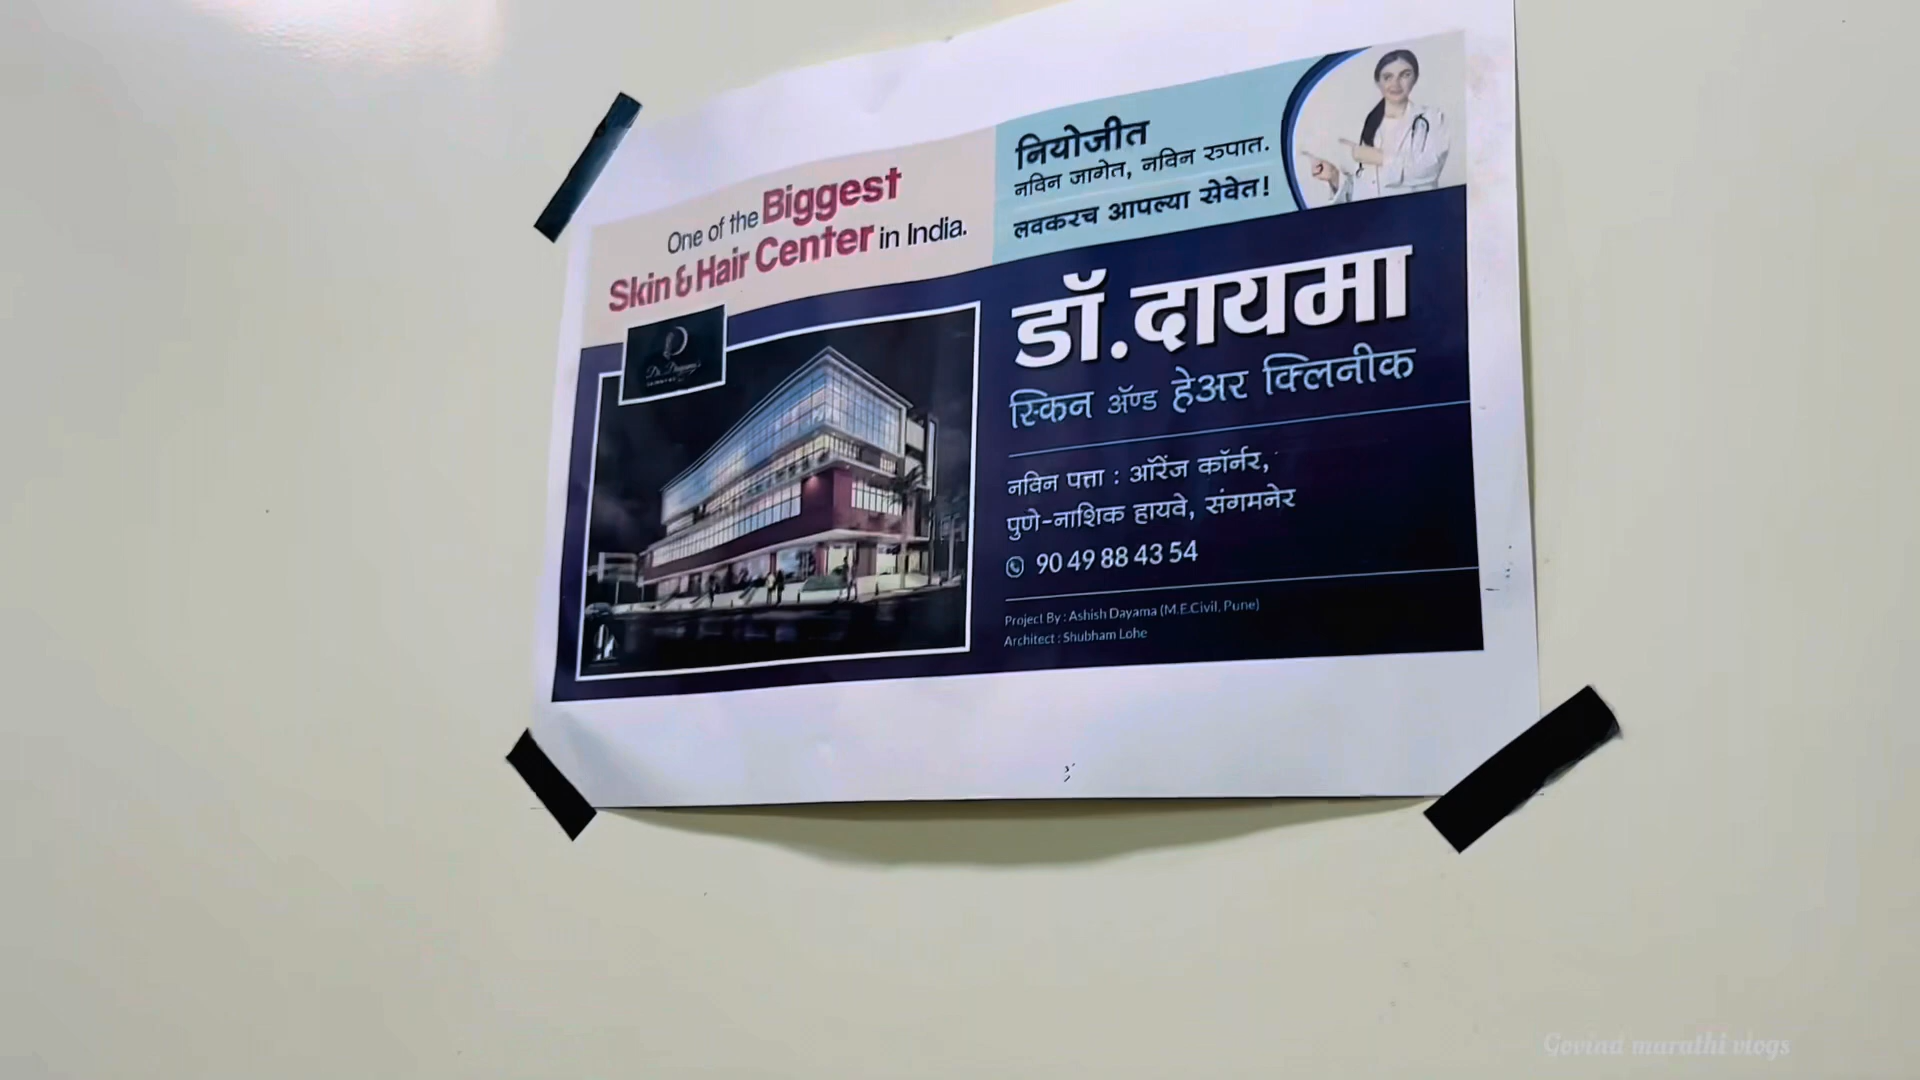 One of the Biggest
Skin & Hair Center in India.
नियोजीत
नविन जागेत, नविन रुपात.
लवकरच आपल्या सेवेत!
Dr. Dayama's
डॉ.दायमा
स्किन ॲण्ड हेअर क्लिनीक
नविन पत्ता : ऑरेंज कॉर्नर,
पुणे-नाशिक हायवे, संगमनेर
90 49 88 43 54
Project By : Ashish Dayama (M.E.Civil, Pune)
Architect : Shubham Lohe
Govind marathi vlogs